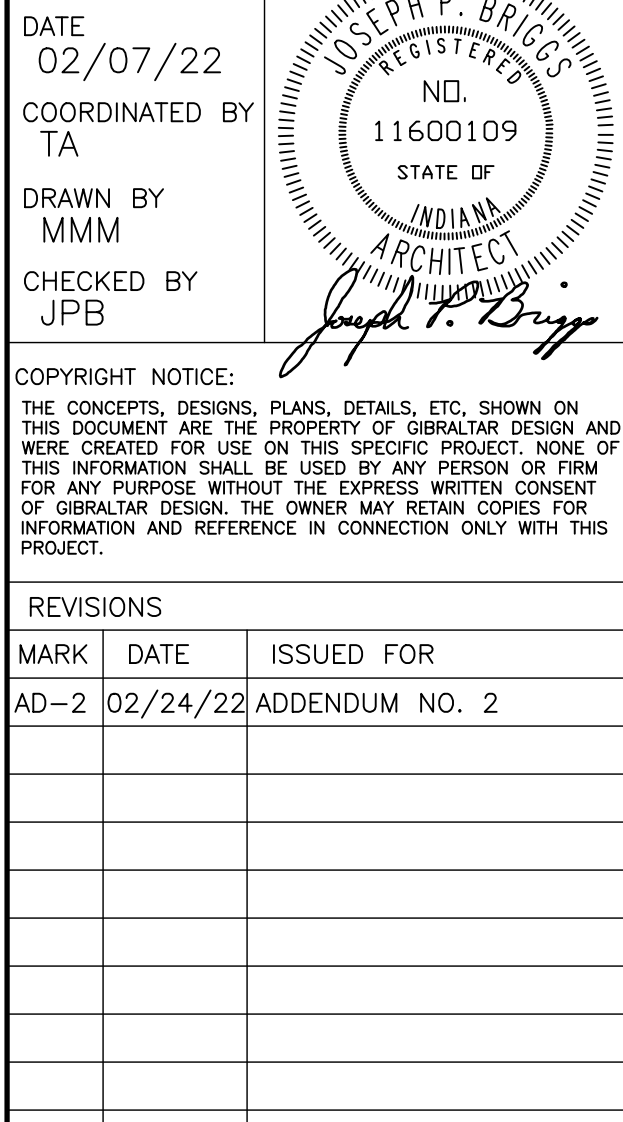 DATE
02/07/22
COORDINATED BY
TA
DRAWN BY
MMM
CHECKED BY
JPB
JOSEPH P. BRIGGS
REGISTERED
NO.
11600109
STATE OF
INDIANA
ARCHITECT
Joseph P. Briggs
COPYRIGHT NOTICE:
THE CONCEPTS, DESIGNS, PLANS, DETAILS, ETC, SHOWN ON
THIS DOCUMENT ARE THE PROPERTY OF GIBRALTAR DESIGN AND
WERE CREATED FOR USE ON THIS SPECIFIC PROJECT. NONE OF
THIS INFORMATION SHALL BE USED BY ANY PERSON OR FIRM
FOR ANY PURPOSE WITHOUT THE EXPRESS WRITTEN CONSENT
OF GIBRALTAR DESIGN. THE OWNER MAY RETAIN COPIES FOR
INFORMATION AND REFERENCE IN CONNECTION ONLY WITH THIS
PROJECT.
REVISIONS
MARK DATE ISSUED FOR
AD-2 02/24/22 ADDENDUM NO. 2